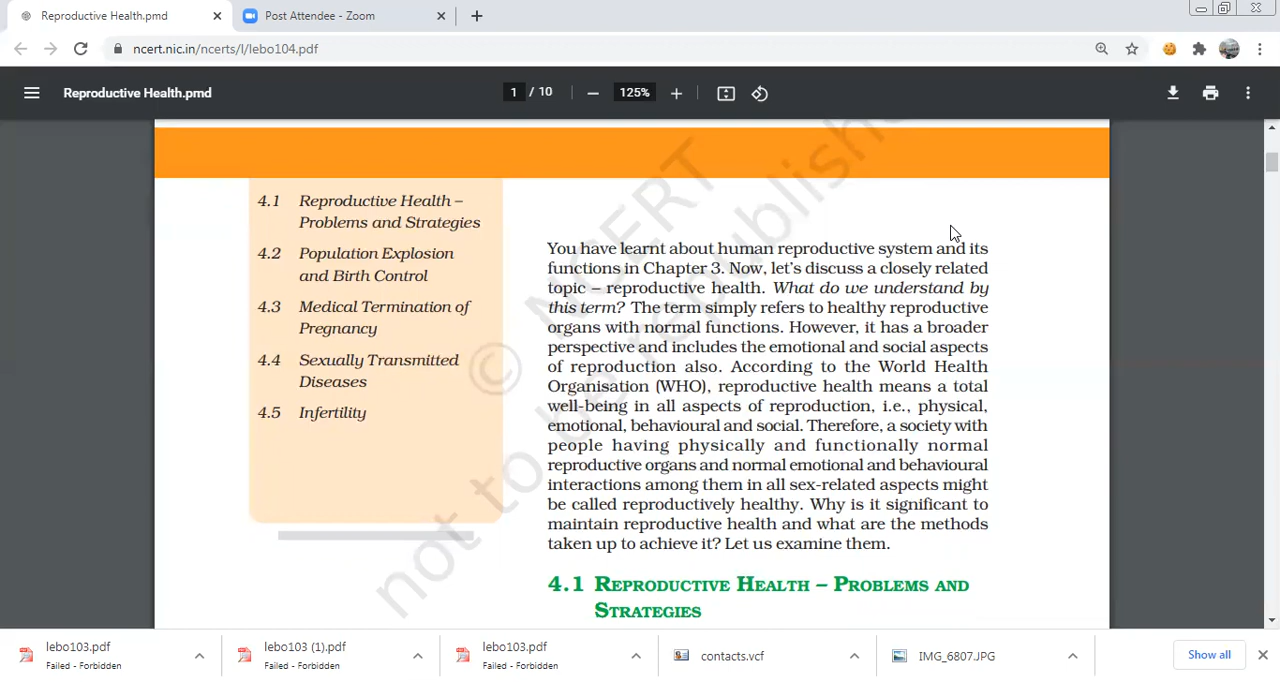 Reproductive Health.pmd
Post Attendee - Zoom
ncert.nic.in/ncerts/l/lebo104.pdf
Reproductive Health.pmd
1 / 10
125%
4.1 Reproductive Health –
Problems and Strategies
4.2 Population Explosion
and Birth Control
4.3 Medical Termination of
Pregnancy
4.4 Sexually Transmitted
Diseases
4.5 Infertility
You have learnt about human reproductive system and its
functions in Chapter 3. Now, let's discuss a closely related
topic – reproductive health. What do we understand by
this term? The term simply refers to healthy reproductive
organs with normal functions. However, it has a broader
perspective and includes the emotional and social aspects
of reproduction also. According to the World Health
Organisation (WHO), reproductive health means a total
well-being in all aspects of reproduction, i.e., physical,
emotional, behavioural and social. Therefore, a society with
people having physically and functionally normal
reproductive organs and normal emotional and behavioural
interactions among them in all sex-related aspects might
be called reproductively healthy. Why is it significant to
maintain reproductive health and what are the methods
taken up to achieve it? Let us examine them.
4.1 REPRODUCTIVE HEALTH – PROBLEMS AND
STRATEGIES
© NCERT
not to be republishe
lebo103.pdf
Failed - Forbidden
lebo103 (1).pdf
Failed - Forbidden
lebo103.pdf
Failed - Forbidden
contacts.vcf
IMG_6807.JPG
Show all